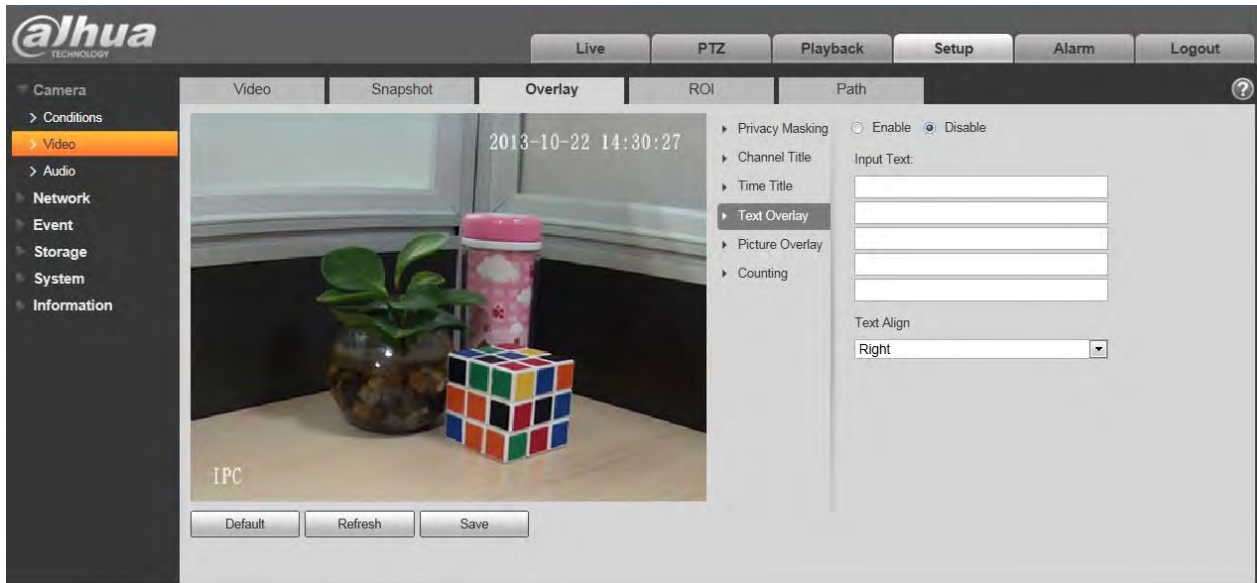 alhua
TECHNOLOGY
Live
PTZ
Playback
Setup
Alarm
Logout
Camera
> Conditions
> Video
> Audio
Network
Event
Storage
System
Information
Video
Snapshot
Overlay
ROI
Path
?
2013-10-22 14:30:27
IPC
Default
Refresh
Save
Privacy Masking
Channel Title
Time Title
Text Overlay
Picture Overlay
Counting
Enable Disable
Input Text:
Text Align
Right